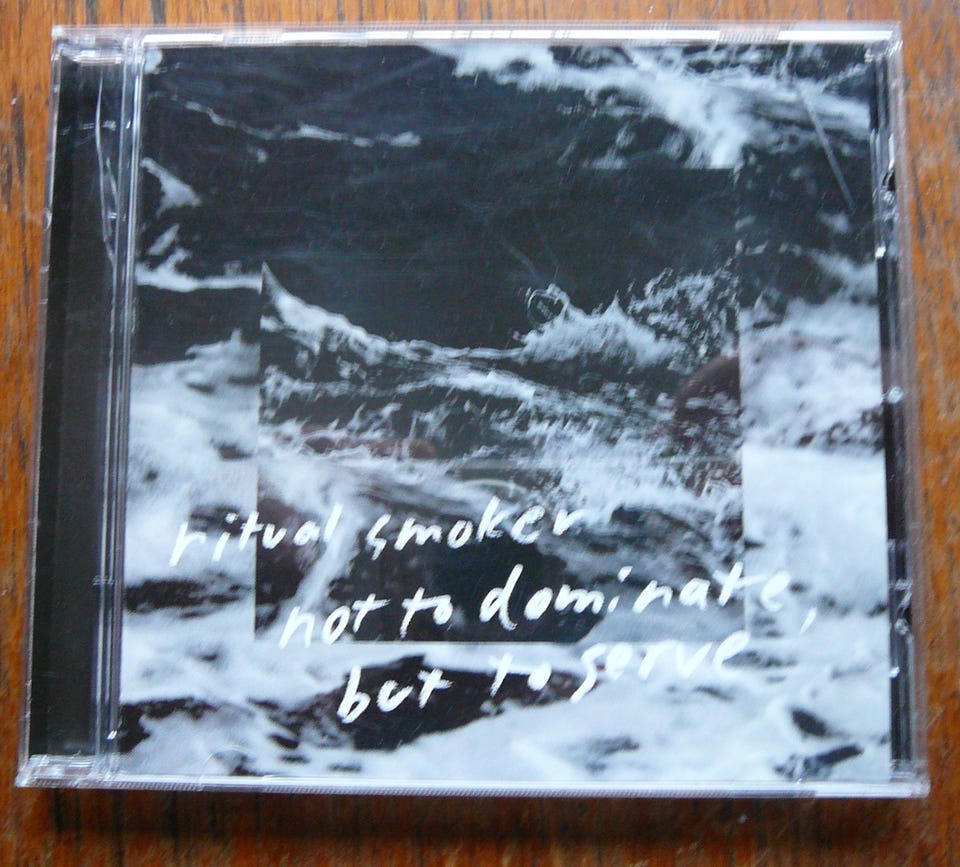 ritual smoker
not to dominate,
but to serve